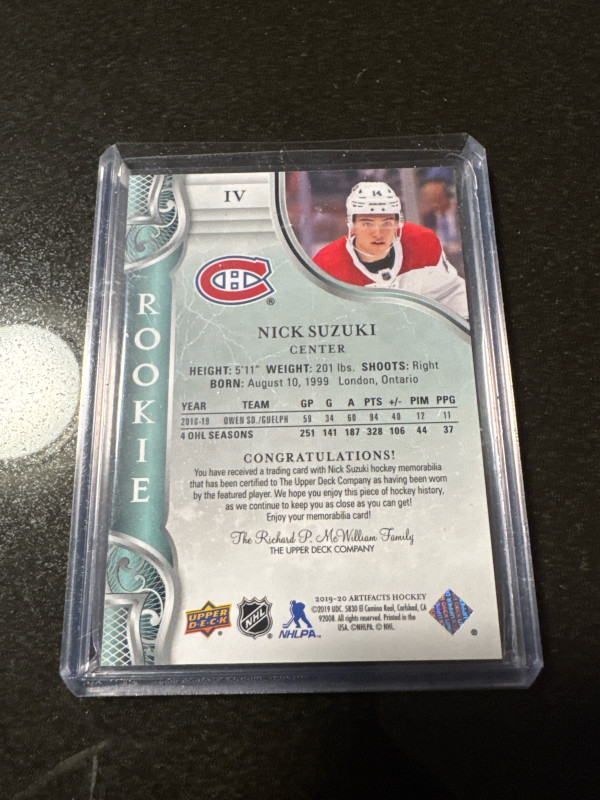 IV
14
ROOKIE
NICK SUZUKI
CENTER
HEIGHT: 5'11" WEIGHT: 201 lbs. SHOOTS: Right
BORN: August 10, 1999 London, Ontario
YEAR TEAM GP G A PTS +/- PIM PPG
2018-19 OWEN SD./GUELPH 59 34 60 94 40 12 11
4 OHL SEASONS 251 141 187 328 106 44 37
CONGRATULATIONS!
You have received a trading card with Nick Suzuki hockey memorabilia
that has been certified to The Upper Deck Company as having been worn
by the featured player. We hope you enjoy this piece of hockey history,
as we continue to keep you as close as you can get!
Enjoy your memorabilia card!
The Richard P. McWilliam Family
THE UPPER DECK COMPANY
2019-20 ARTIFACTS HOCKEY
©2019 UDC. 5830 El Camino Real, Carlsbad, CA
92008. All rights reserved. Printed in the
USA. ©NHLPA. © NHL.
UPPER DECK
NHL
NHLPA